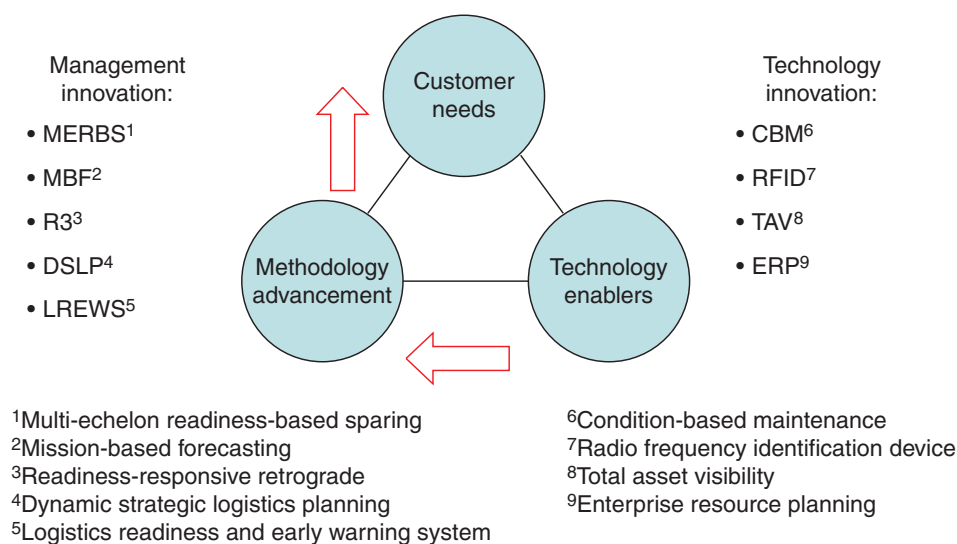 Management
innovation:
• MERBS¹
• MBF²
• R3³
• DSLP⁴
• LREWS⁵
Customer
needs
Methodology
advancement
Technology
enablers
Technology
innovation:
• CBM⁶
• RFID⁷
• TAV⁸
• ERP⁹
¹Multi-echelon readiness-based sparing
²Mission-based forecasting
³Readiness-responsive retrograde
⁴Dynamic strategic logistics planning
⁵Logistics readiness and early warning system
⁶Condition-based maintenance
⁷Radio frequency identification device
⁸Total asset visibility
⁹Enterprise resource planning